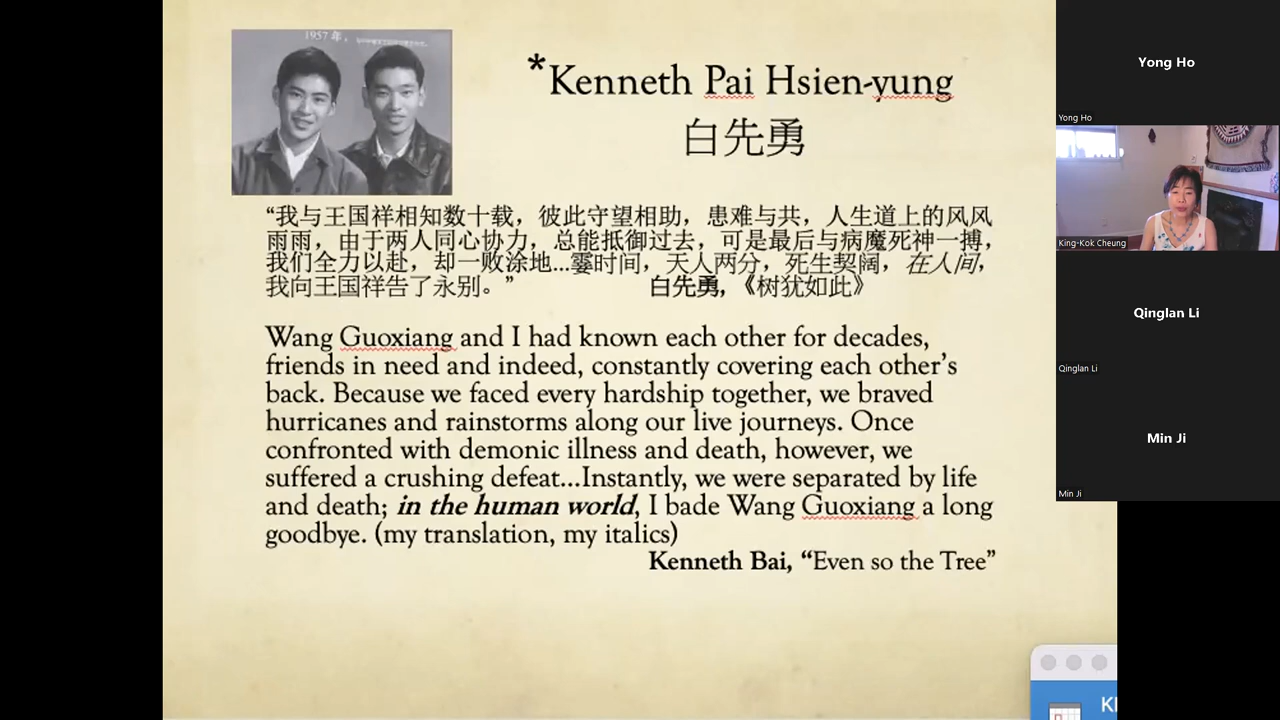 1957年，
*Kenneth Pai Hsien-yung
白先勇
“我与王国祥相知数十载，彼此守望相助，患难与共，人生道上的风风
雨雨，由于两人同心协力，总能抵御过去，可是最后与病魔死神一搏，
我们全力以赴，却一败涂地...霎时间，天人两分，死生契阔，在人间，
我向王国祥告了永别。” 白先勇，《树犹如此》
Wang Guoxiang and I had known each other for decades,
friends in need and indeed, constantly covering each other’s
back. Because we faced every hardship together, we braved
hurricanes and rainstorms along our live journeys. Once
confronted with demonic illness and death, however, we
suffered a crushing defeat...Instantly, we were separated by life
and death; in the human world, I bade Wang Guoxiang a long
goodbye. (my translation, my italics)
Kenneth Bai, “Even so the Tree”
Yong Ho
Yong Ho
King-Kok Cheung
Qinglan Li
Qinglan Li
Min Ji
Min Ji